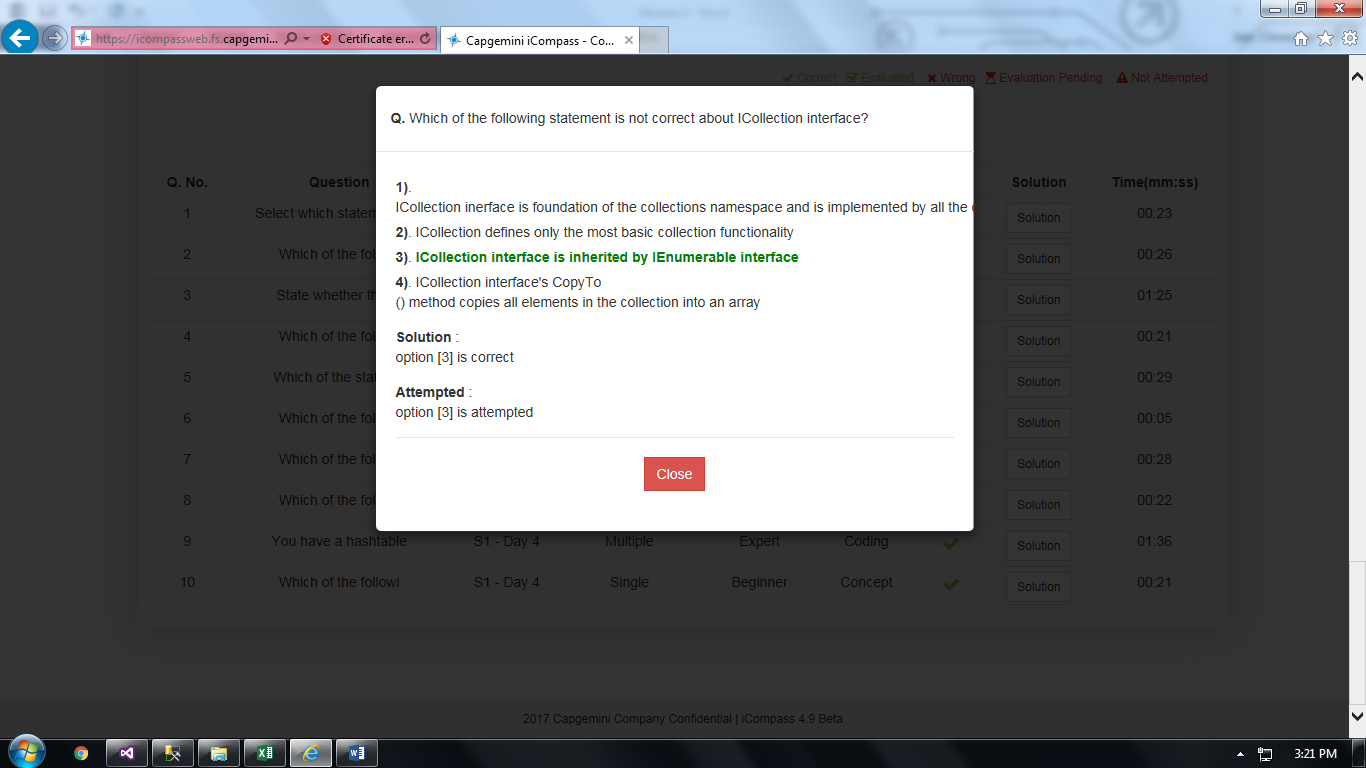 https://icompassweb.fs.capgemi...
Certificate er...
Capgemini iCompass - Co...
Correct Evaluated Wrong Evaluation Pending Not Attempted
Q. Which of the following statement is not correct about ICollection interface?
1).
ICollection inerface is foundation of the collections namespace and is implemented by all the
2). ICollection defines only the most basic collection functionality
3). ICollection interface is inherited by IEnumerable interface
4). ICollection interface's CopyTo
() method copies all elements in the collection into an array
Solution :
option [3] is correct
Attempted :
option [3] is attempted
Close
Q. No. Question Solution Time(mm:ss)
1 Select which statem Solution 00:23
2 Which of the fol Solution 00:26
3 State whether th Solution 01:25
4 Which of the fol Solution 00:21
5 Which of the stat Solution 00:29
6 Which of the fol Solution 00:05
7 Which of the fol Solution 00:28
8 Which of the fol Solution 00:22
9 You have a hashtable S1 - Day 4 Multiple Expert Coding Solution 01:36
10 Which of the followi S1 - Day 4 Single Beginner Concept Solution 00:21
2017 Capgemini Company Confidential | iCompass 4.9 Beta
3:21 PM